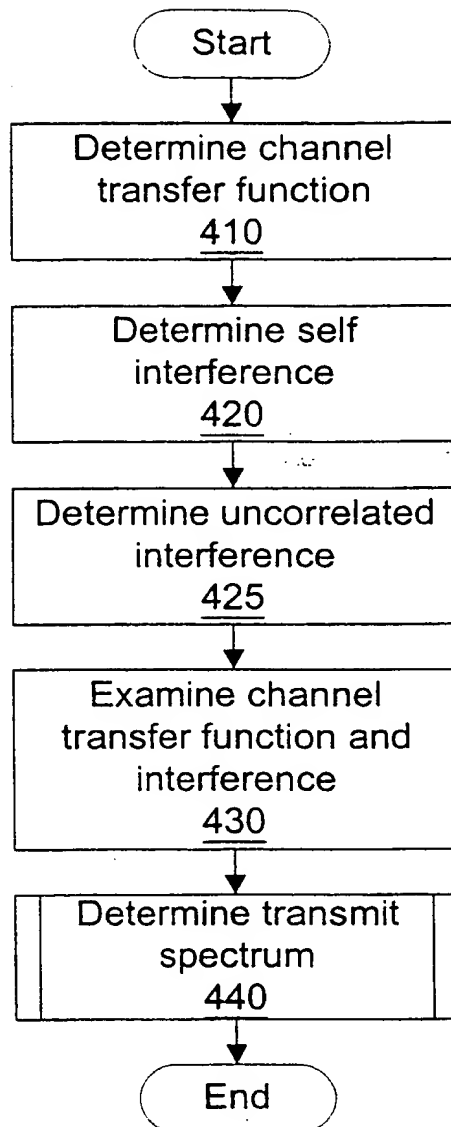 Start
Determine channel
transfer function
410
Determine self
interference
420
Determine uncorrelated
interference
425
Examine channel
transfer function and
interference
430
Determine transmit
spectrum
440
End